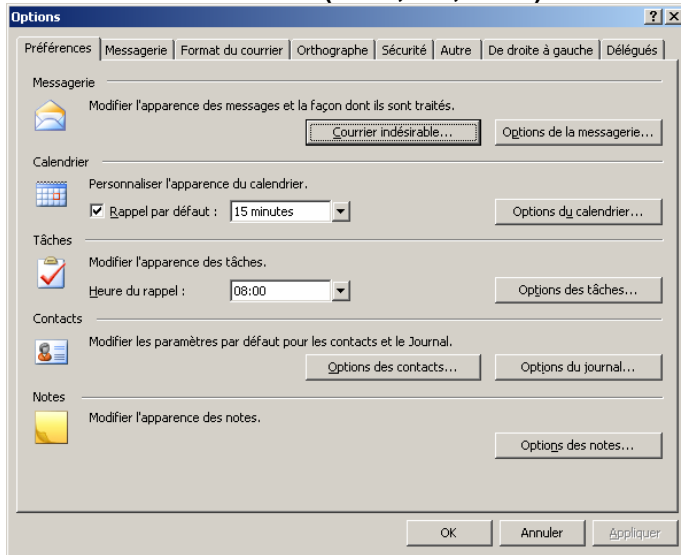 Options
Préférences Messagerie Format du courrier Orthographe Sécurité Autre De droite à gauche Délégués
Messagerie
Modifier l'apparence des messages et la façon dont ils sont traités.
Courrier indésirable... Options de la messagerie...
Calendrier
Personnaliser l'apparence du calendrier.
Rappel par défaut : 15 minutes Options du calendrier...
Tâches
Modifier l'apparence des tâches.
Heure du rappel : 08:00 Options des tâches...
Contacts
Modifier les paramètres par défaut pour les contacts et le Journal.
Options des contacts... Options du journal...
Notes
Modifier l'apparence des notes.
Options des notes...
OK Annuler Appliquer